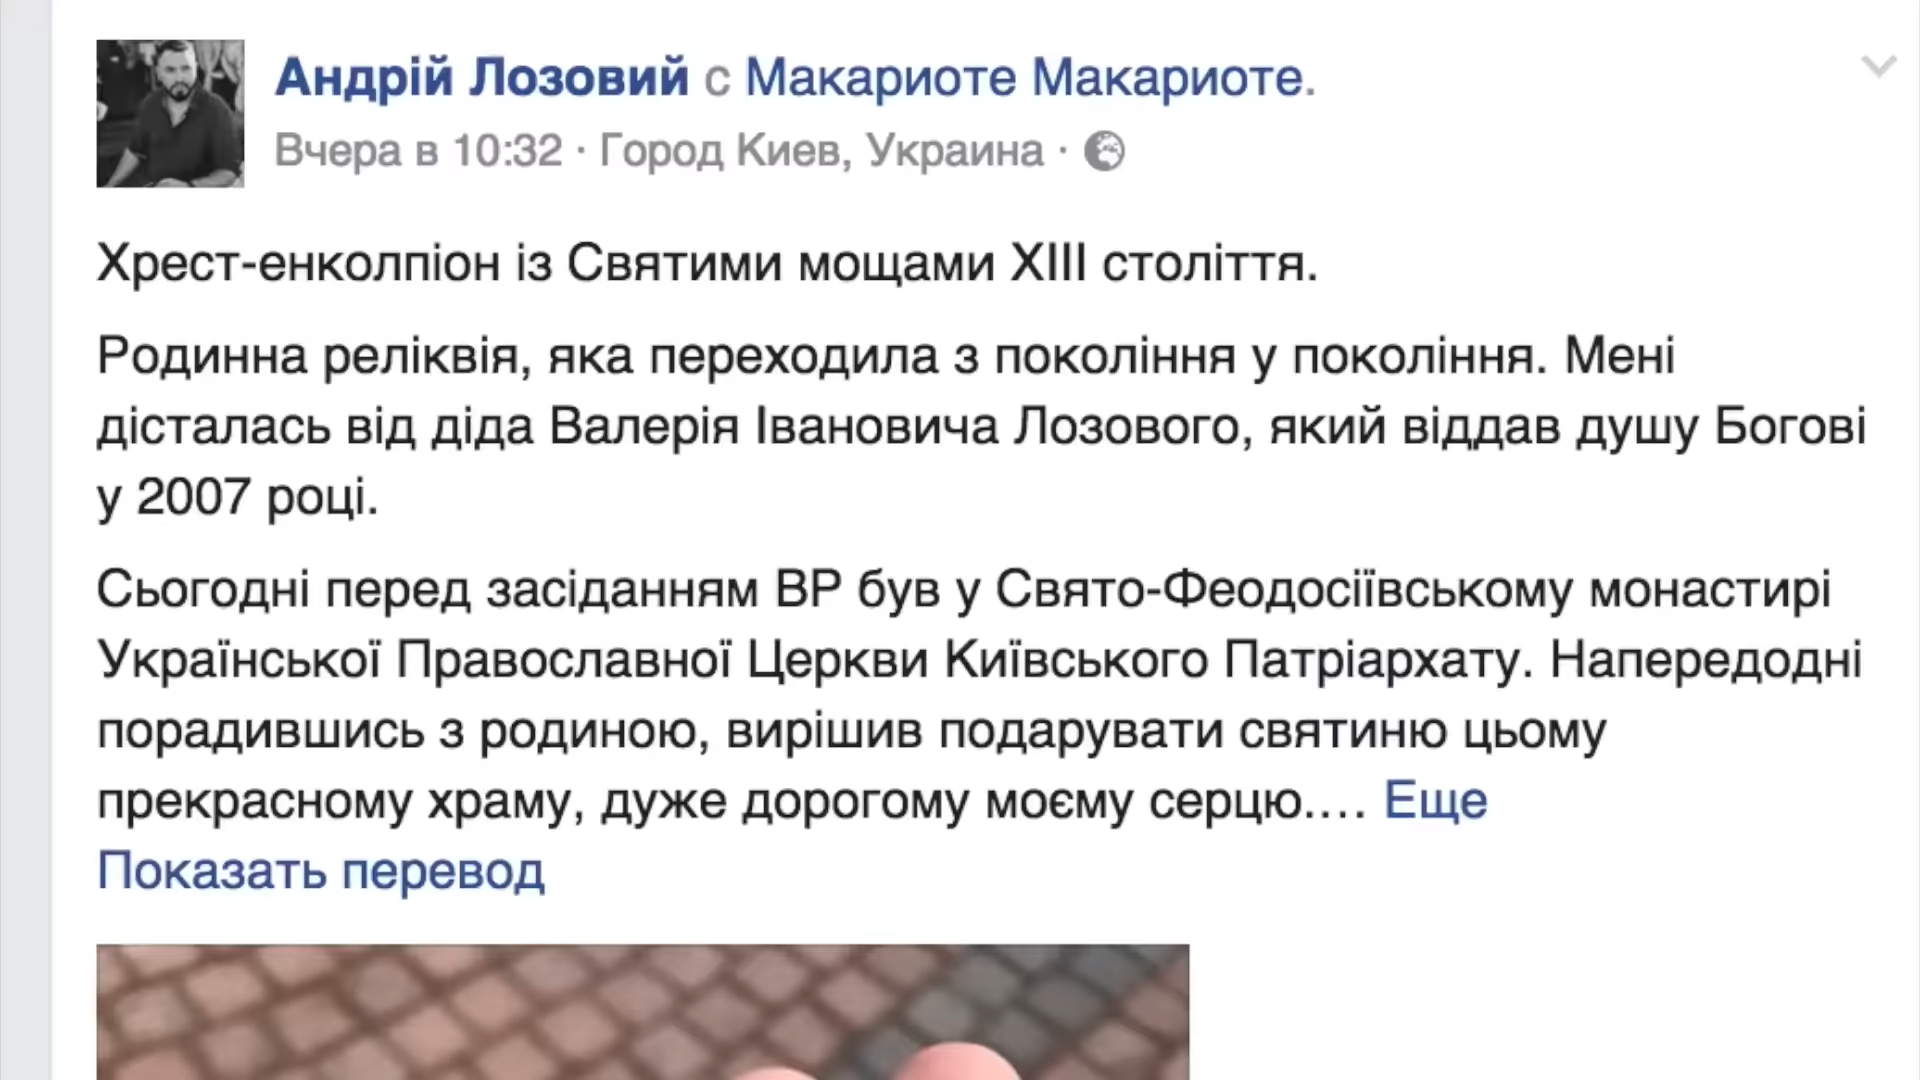 Андрій Лозовий с Макариоте Макариоте.
Вчера в 10:32 · Город Киев, Украина ·
Хрест-енколпіон із Святими мощами XIII століття.
Родинна реліквія, яка переходила з покоління у покоління. Мені
дісталась від діда Валерія Івановича Лозового, який віддав душу Богові
у 2007 році.
Сьогодні перед засіданням ВР був у Свято-Феодосіївському монастирі
Української Православної Церкви Київського Патріархату. Напередодні
порадившись з родиною, вирішив подарувати святиню цьому
прекрасному храму, дуже дорогому моєму серцю.... Еще
Показать перевод